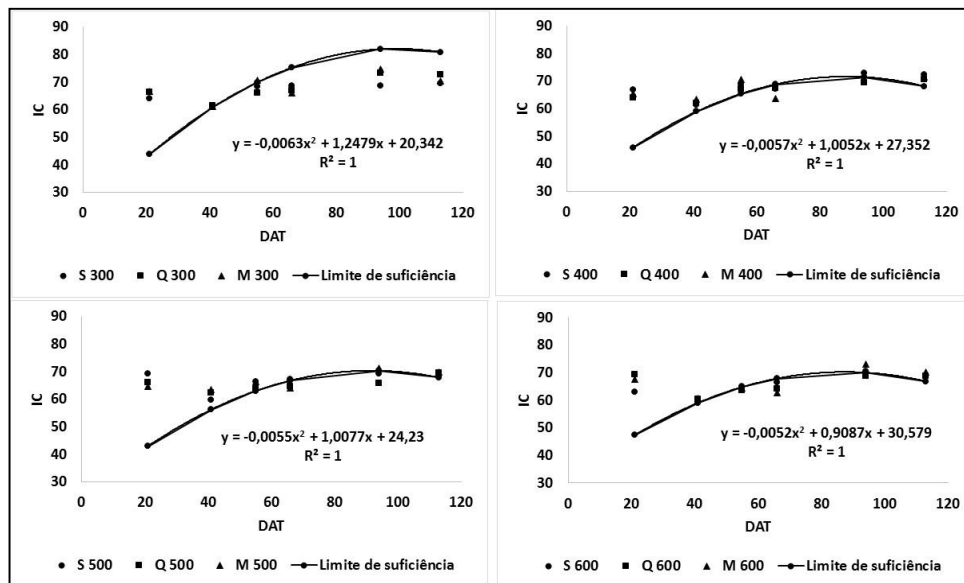 90
80
70
60
50
40
30
IC
0 20 40 60 80 100 120
DAT
y = -0,0063x² + 1,2479x + 20,342
R² = 1
S 300 Q 300 M 300 Limite de suficiência
90
80
70
60
50
40
30
IC
0 20 40 60 80 100 120
DAT
y = -0,0057x² + 1,0052x + 27,352
R² = 1
S 400 Q 400 M 400 Limite de suficiência
90
80
70
60
50
40
30
IC
0 20 40 60 80 100 120
DAT
y = -0,0055x² + 1,0077x + 24,23
R² = 1
S 500 Q 500 M 500 Limite de suficiência
90
80
70
60
50
40
30
IC
0 20 40 60 80 100 120
DAT
y = -0,0052x² + 0,9087x + 30,579
R² = 1
S 600 Q 600 M 600 Limite de suficiência